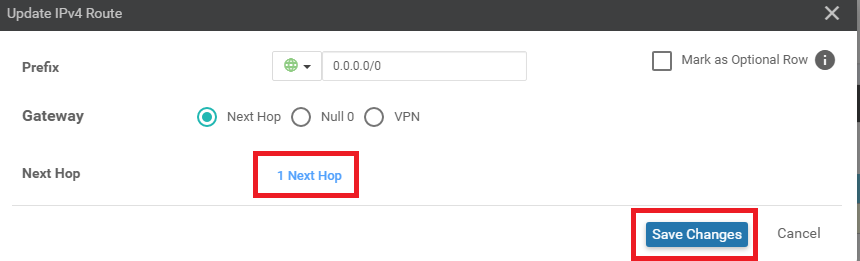 Update IPv4 Route
Prefix 0.0.0.0/0 Mark as Optional Row i
Gateway Next Hop Null 0 VPN
Next Hop 1 Next Hop
Save Changes Cancel